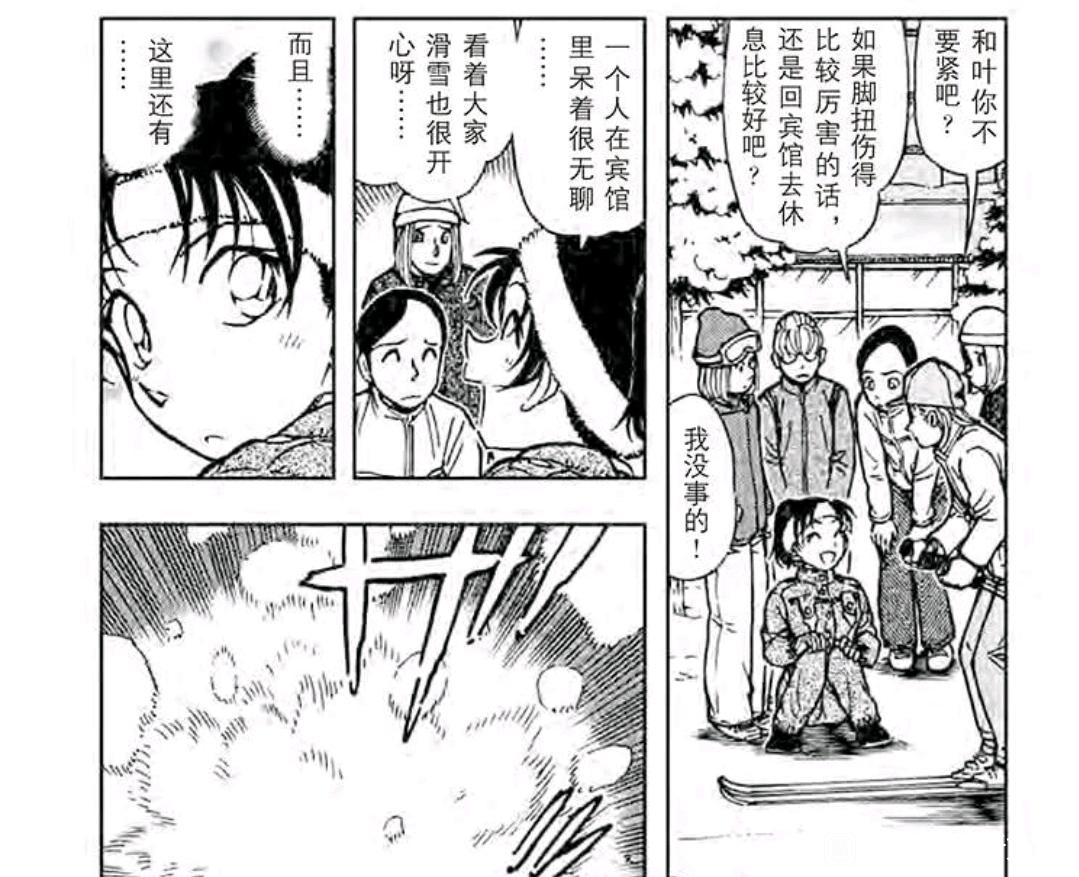 和叶你不
要紧吧？
如果脚扭伤得
比较厉害的话，
还是回宾馆去休
息比较好吧？
我没事的！
一个人在宾馆
里呆着很无聊
……
看着大家
滑雪也很开
心呀……
而且……
这里还有
……